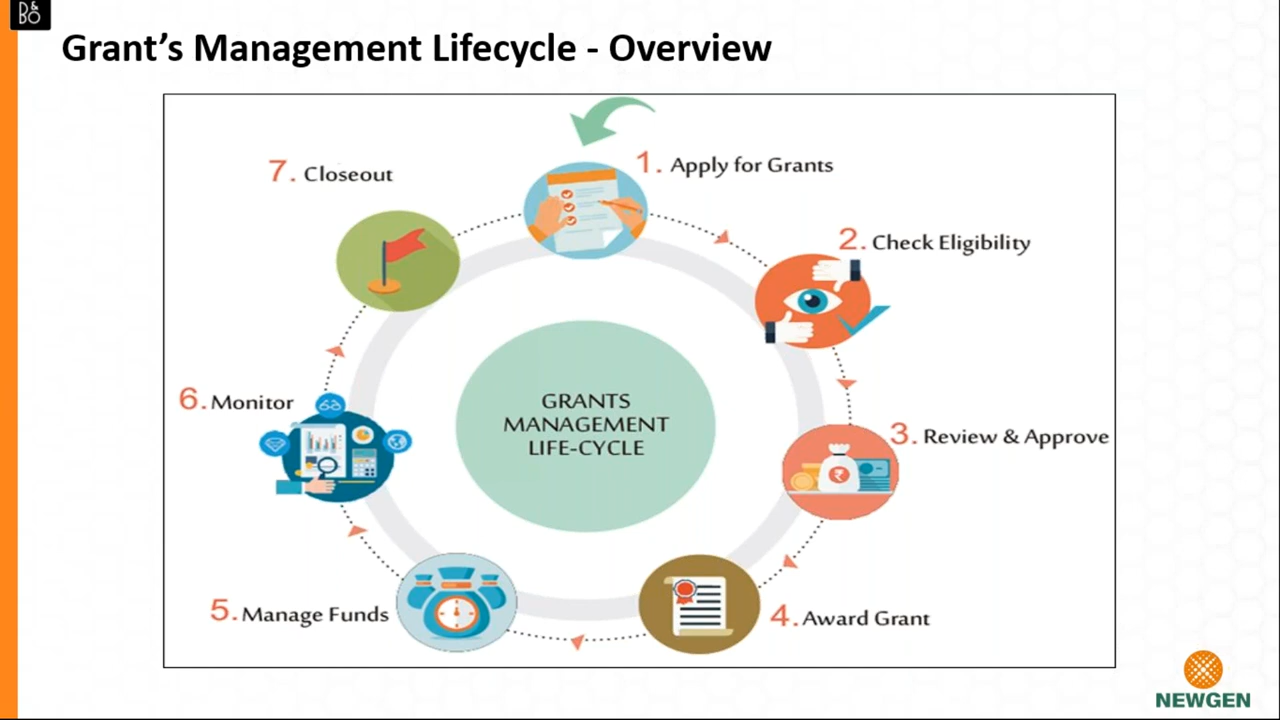 B&O
Grant's Management Lifecycle - Overview
1. Apply for Grants
2. Check Eligibility
3. Review & Approve
4. Award Grant
5. Manage Funds
6. Monitor
7. Closeout
GRANTS
MANAGEMENT
LIFE-CYCLE
₹
NEWGEN